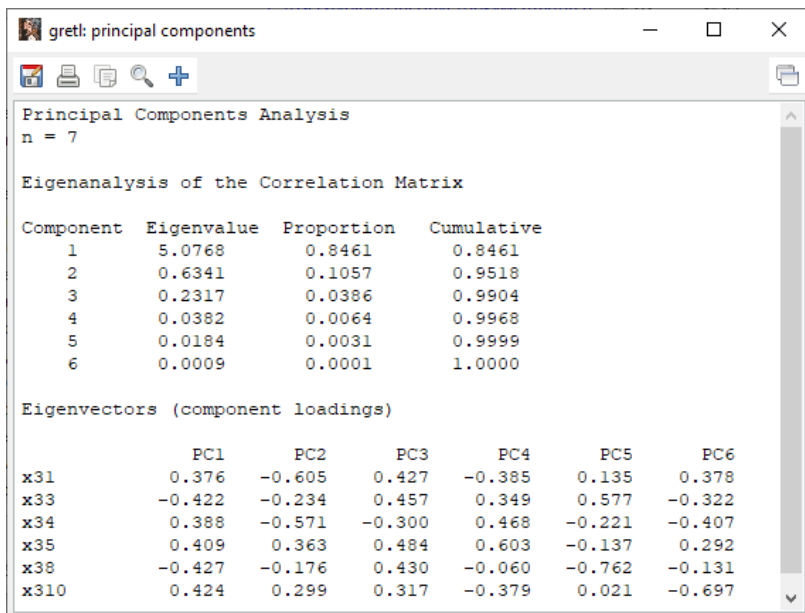 gretl: principal components
Principal Components Analysis
n = 7
Eigenanalysis of the Correlation Matrix
Component Eigenvalue Proportion Cumulative
1 5.0768 0.8461 0.8461
2 0.6341 0.1057 0.9518
3 0.2317 0.0386 0.9904
4 0.0382 0.0064 0.9968
5 0.0184 0.0031 0.9999
6 0.0009 0.0001 1.0000
Eigenvectors (component loadings)
PC1 PC2 PC3 PC4 PC5 PC6
x31 0.376 -0.605 0.427 -0.385 0.135 0.378
x33 -0.422 -0.234 0.457 0.349 0.577 -0.322
x34 0.388 -0.571 -0.300 0.468 -0.221 -0.407
x35 0.409 0.363 0.484 0.603 -0.137 0.292
x38 -0.427 -0.176 0.430 -0.060 -0.762 -0.131
x310 0.424 0.299 0.317 -0.379 0.021 -0.697